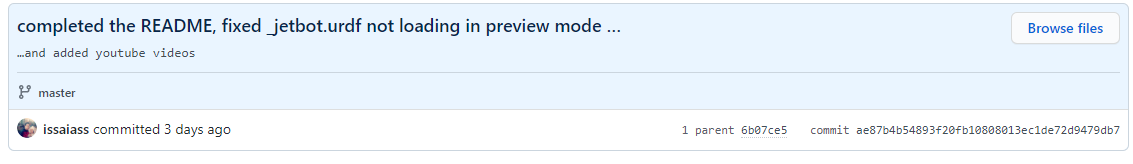 completed the README, fixed _jetbot.urdf not loading in preview mode ...
Browse files
...and added youtube videos
master
issaiass committed 3 days ago
1 parent 6b07ce5 commit ae87b4b54893f20fb10808013ec1de72d9479db7